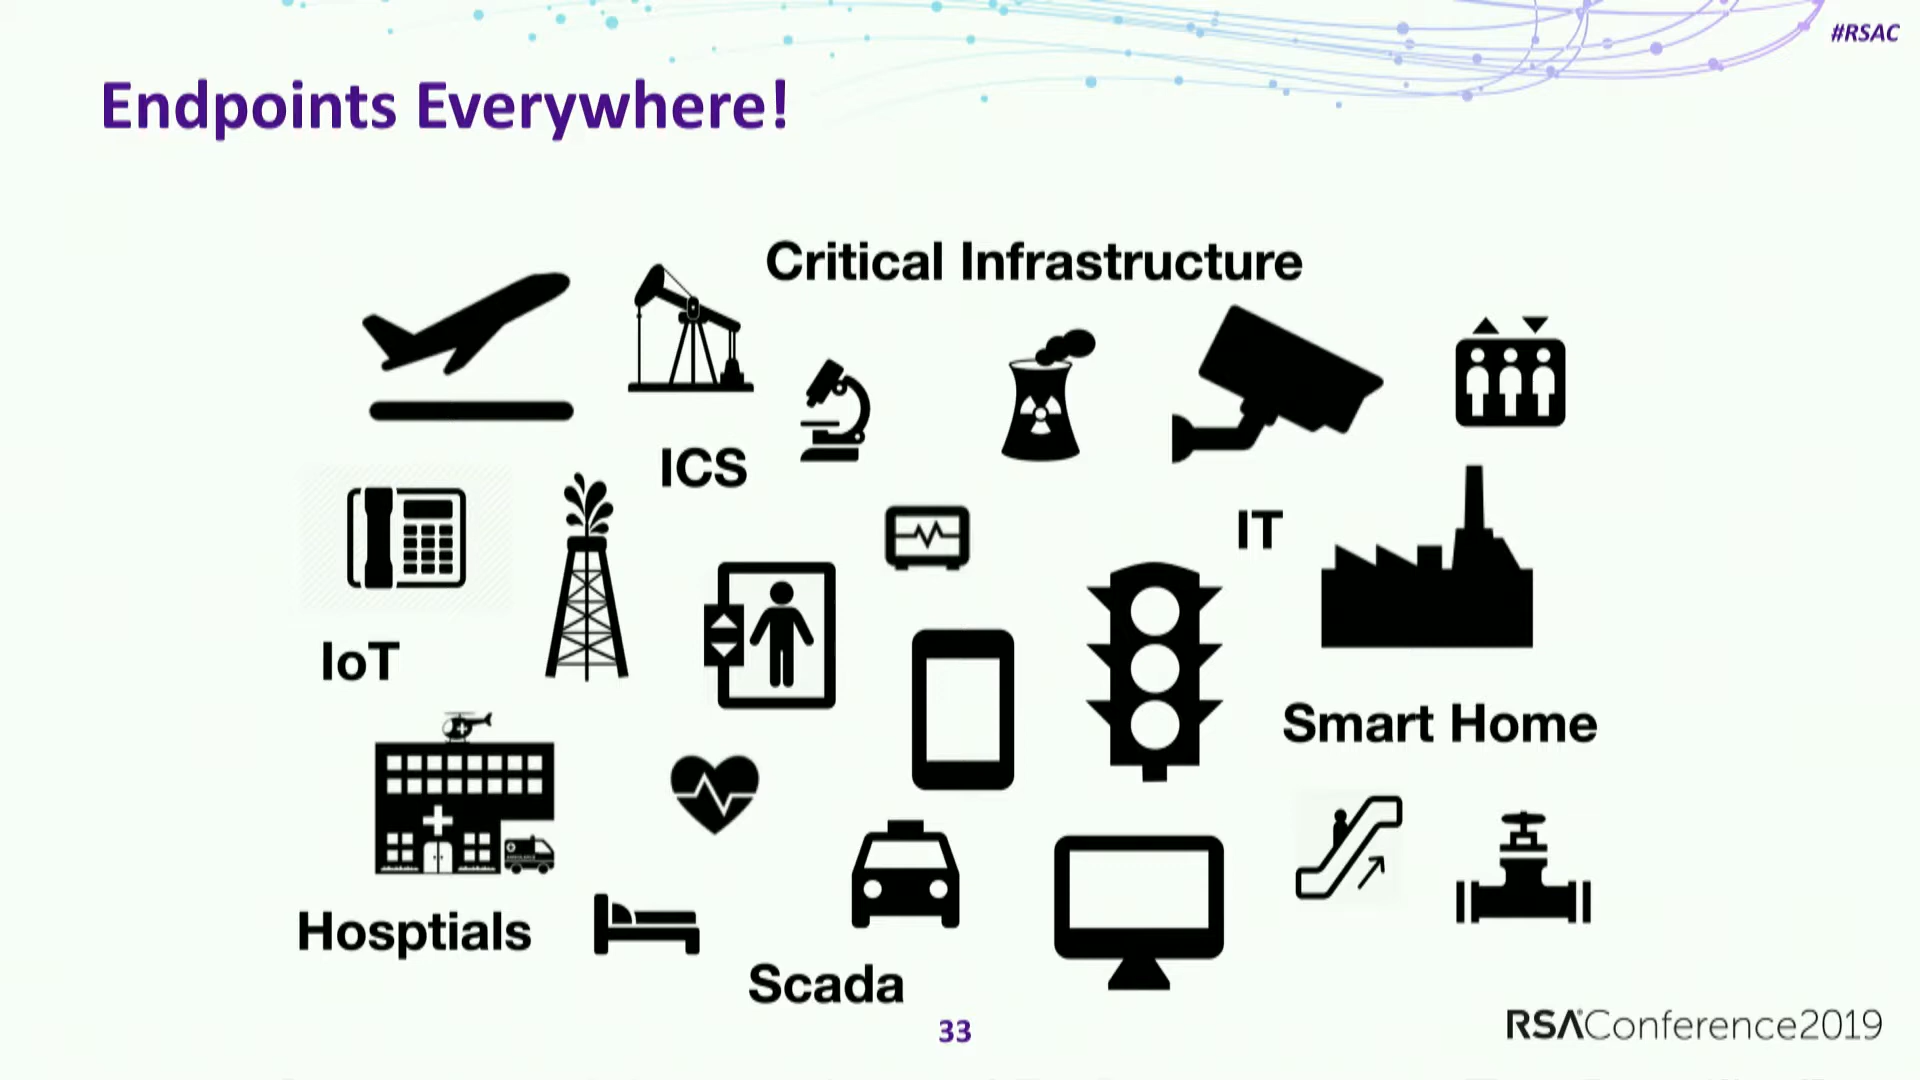 #RSAC
Endpoints Everywhere!
Critical Infrastructure
ICS
IT
IoT
Smart Home
Hosptials
Scada
33
RSAConference2019